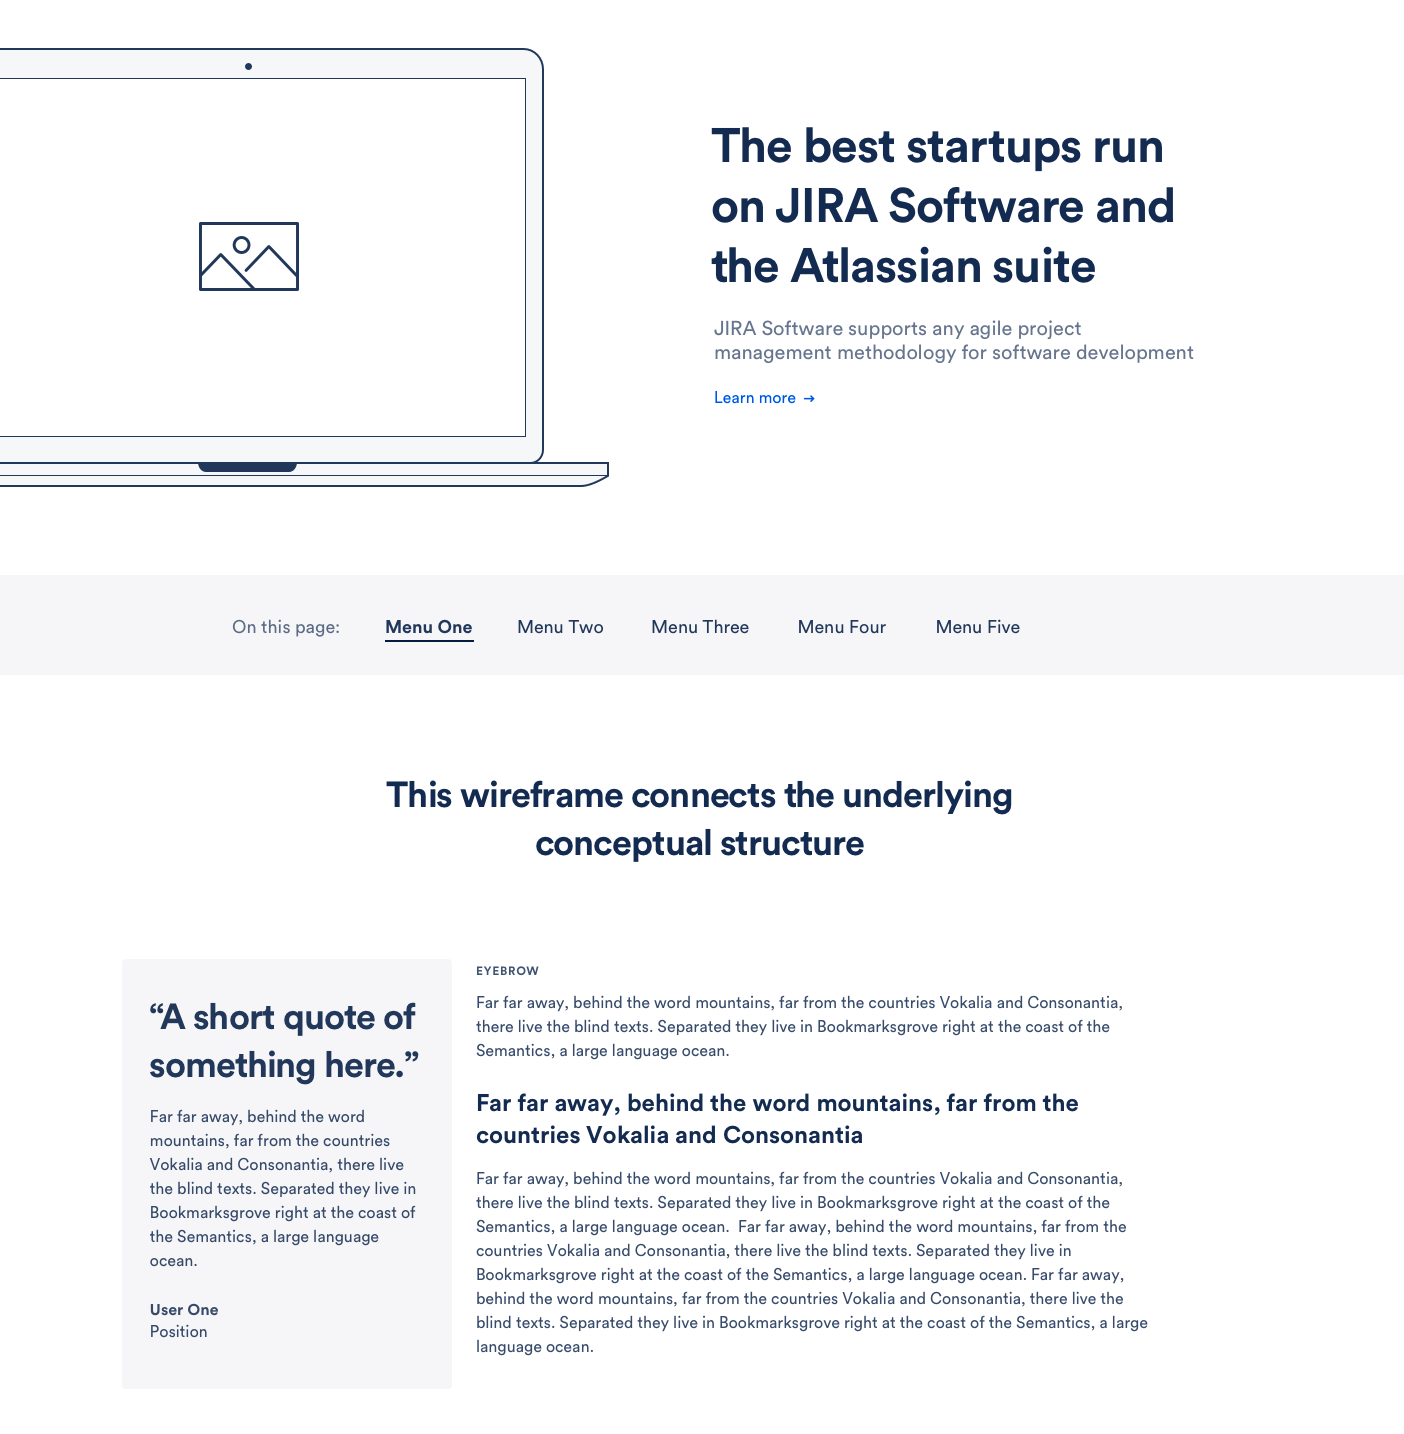 The best startups run
on JIRA Software and
the Atlassian suite
JIRA Software supports any agile project
management methodology for software development
Learn more →
On this page: Menu One Menu Two Menu Three Menu Four Menu Five
This wireframe connects the underlying
conceptual structure
“A short quote of
something here.”
Far far away, behind the word
mountains, far from the countries
Vokalia and Consonantia, there live
the blind texts. Separated they live in
Bookmarksgrove right at the coast of
the Semantics, a large language
ocean.
User One
Position
EYEBROW
Far far away, behind the word mountains, far from the countries Vokalia and Consonantia,
there live the blind texts. Separated they live in Bookmarksgrove right at the coast of the
Semantics, a large language ocean.
Far far away, behind the word mountains, far from the
countries Vokalia and Consonantia
Far far away, behind the word mountains, far from the countries Vokalia and Consonantia,
there live the blind texts. Separated they live in Bookmarksgrove right at the coast of the
Semantics, a large language ocean.  Far far away, behind the word mountains, far from the
countries Vokalia and Consonantia, there live the blind texts. Separated they live in
Bookmarksgrove right at the coast of the Semantics, a large language ocean. Far far away,
behind the word mountains, far from the countries Vokalia and Consonantia, there live the
blind texts. Separated they live in Bookmarksgrove right at the coast of the Semantics, a large
language ocean.